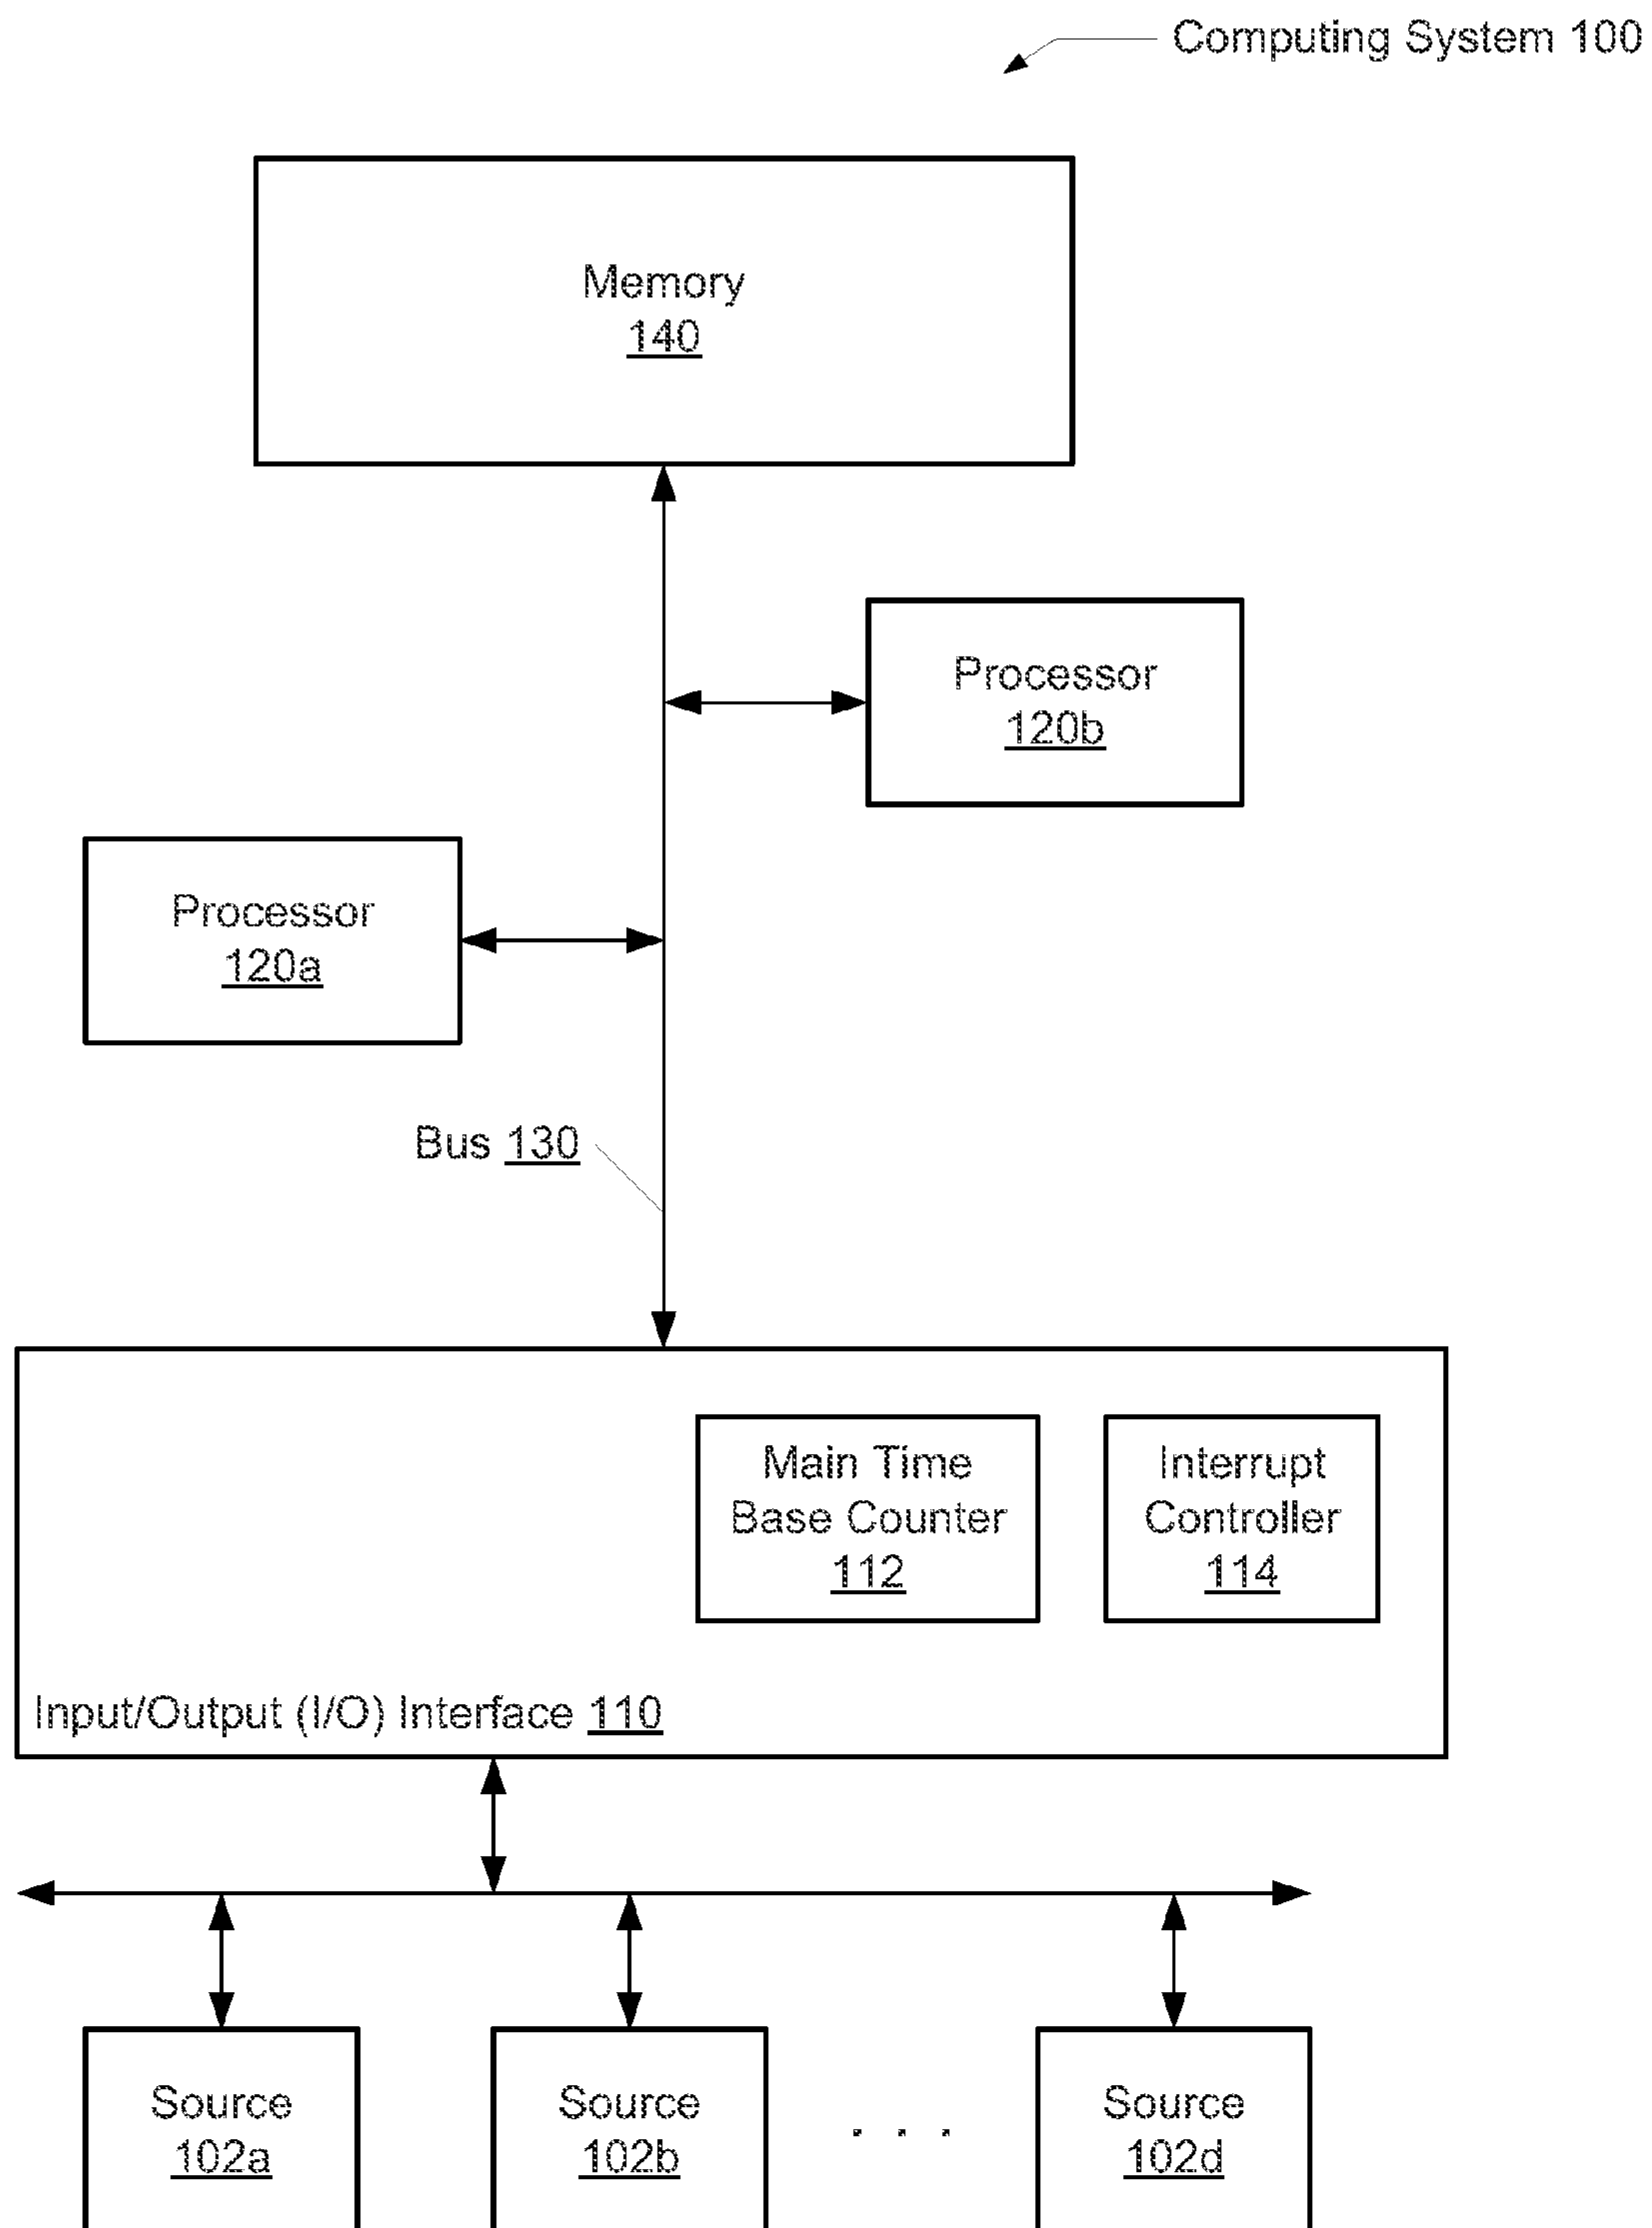 Computing System 100
Memory
140
Processor
120b
Processor
120a
Bus 130
Main Time
Base Counter
112
Interrupt
Controller
114
Input/Output (I/O) Interface 110
Source
102a
Source
102b
. . .
Source
102d